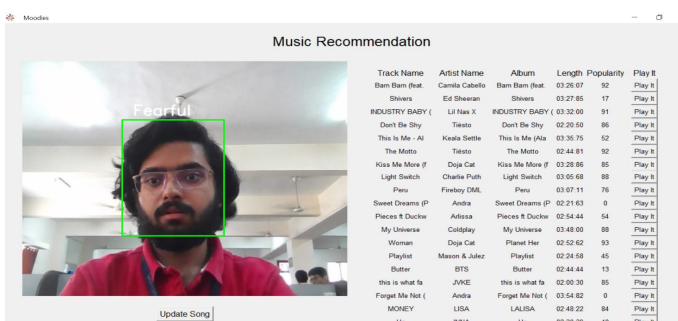 Moodies
Music Recommendation
Fearful
Track Name Artist Name Album Length Popularity Play It
Bam Bam (feat. Camila Cabello Bam Bam (feat. 03:26:07 92 Play It
Shivers Ed Sheeran Shivers 03:27:85 17 Play It
INDUSTRY BABY ( Lil Nas X INDUSTRY BABY ( 03:32:00 91 Play It
Don't Be Shy Tiësto Don't Be Shy 02:20:50 86 Play It
This Is Me - Al Keala Settle This Is Me (Ala 03:35:75 52 Play It
The Motto Tiësto The Motto 02:44:81 92 Play It
Kiss Me More (f Doja Cat Kiss Me More (f 03:28:86 85 Play It
Light Switch Charlie Puth Light Switch 03:05:68 88 Play It
Peru Fireboy DML Peru 03:07:11 76 Play It
Sweet Dreams (P Andra Sweet Dreams (P 02:21:63 0 Play It
Pieces ft Duckw Arlissa Pieces ft Duckw 02:54:44 54 Play It
My Universe Coldplay My Universe 03:48:00 88 Play It
Woman Doja Cat Planet Her 02:52:62 93 Play It
Playlist Mason & Julez Playlist 02:24:58 45 Play It
Butter BTS Butter 02:44:44 13 Play It
this is what fa JVKE this is what fa 02:00:30 85 Play It
Forget Me Not ( Andra Forget Me Not ( 03:54:82 0 Play It
MONEY LISA LALISA 02:48:22 84 Play It
Update Song